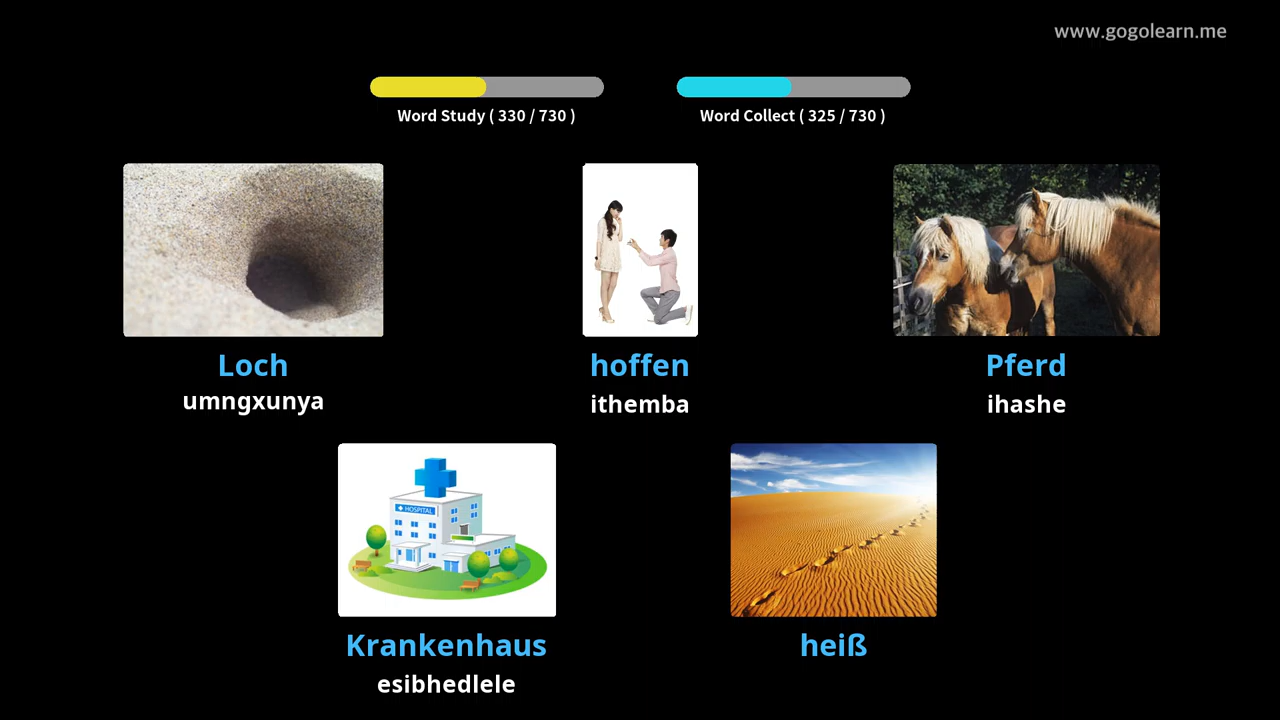 www.gogolearn.me
Word Study ( 330 / 730 )
Word Collect ( 325 / 730 )
Loch
umngxunya
hoffen
ithemba
Pferd
ihashe
HOSPITAL
Krankenhaus
esibhedlele
heiß